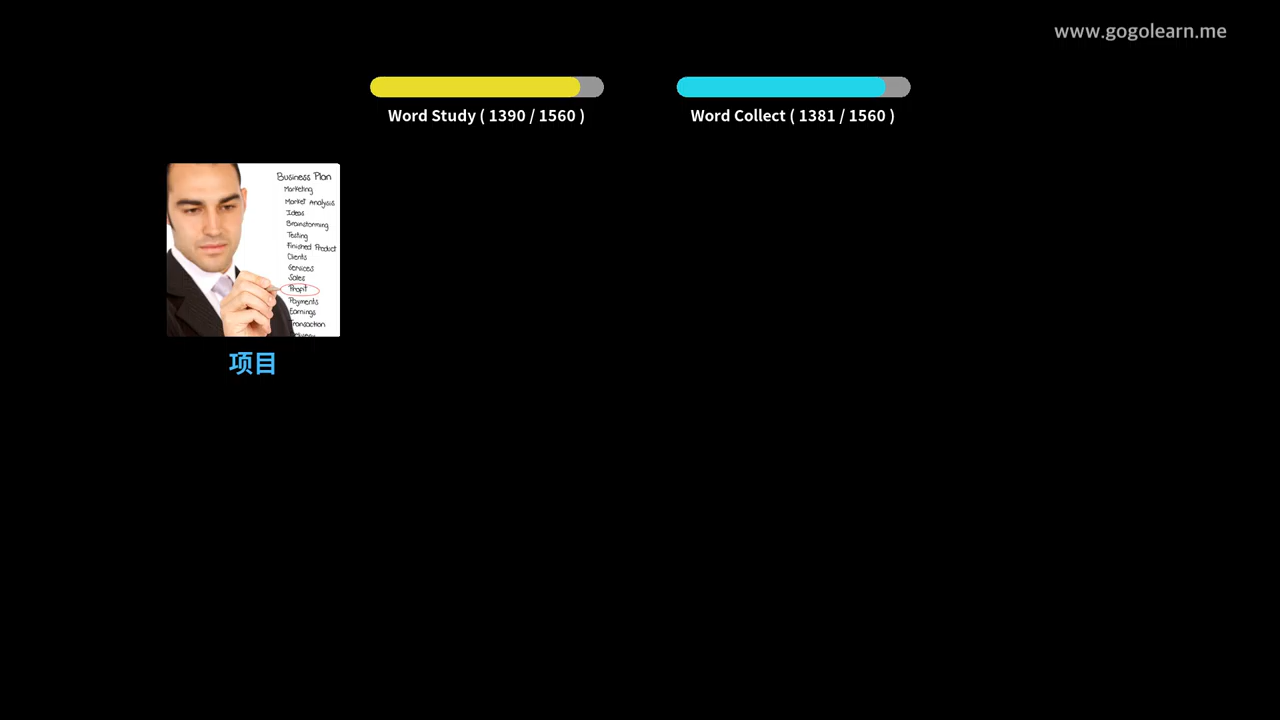 www.gogolearn.me
Word Study ( 1390 / 1560 )
Word Collect ( 1381 / 1560 )
Business Plan
Marketing
Market Analysis
Ideas
Brainstorming
Testing
Finished Product
Clients
Services
Sales
Profit
Payments
Earnings
Transaction
项目